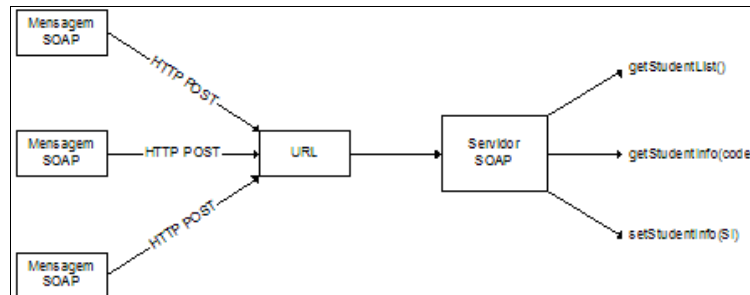 Mensagem
SOAP
HTTP POST
getStudentList()
Mensagem
SOAP
HTTP POST
URL
Servidor
SOAP
getStudentInfo(code
HTTP POST
setStudentInfo(SI)
Mensagem
SOAP